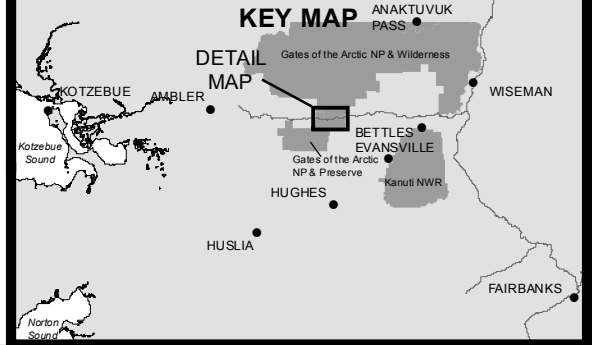 KEY MAP
ANAKTUVUK
PASS
Gates of the Arctic NP & Wilderness
DETAIL
MAP
KOTZEBUE
AMBLER
WISEMAN
BETTLES
EVANSVILLE
Kotzebue
Sound
Gates of the Arctic
NP & Preserve
Kanuti NWR
HUGHES
HUSLIA
FAIRBANKS
Norton
Sound